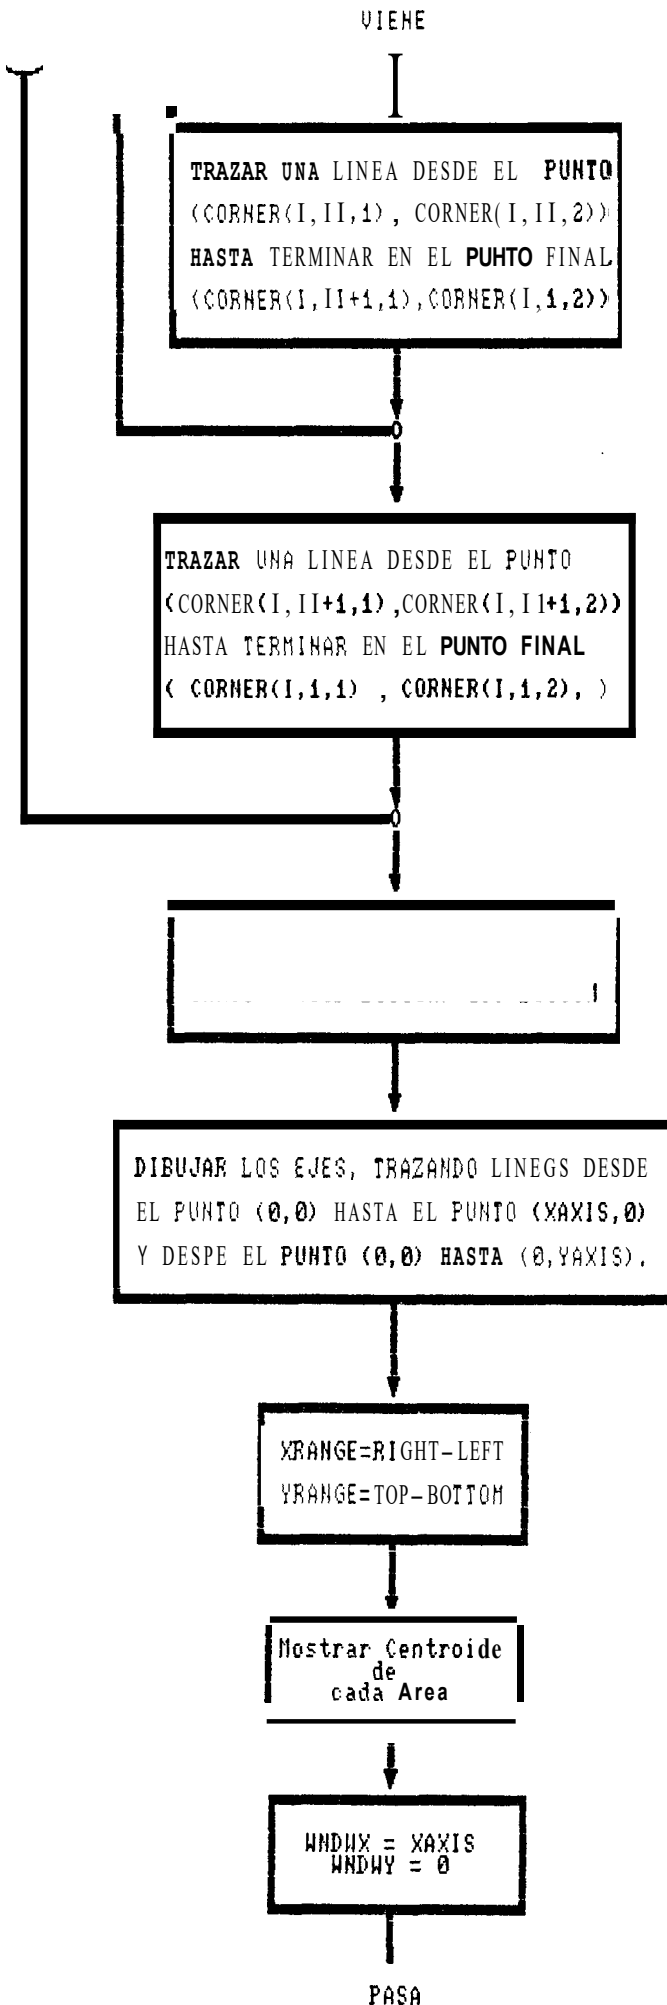 VIENE
TRAZAR UNA LINEA DESDE EL PUNTO
(CORNER(I,II,1), CORNER(I,II,2))
HASTA TERMINAR EN EL PUHTO FINAL
(CORNER(I,II+1,1),CORNER(I,1,2))
TRAZAR UNA LINEA DESDE EL PUNTO
(CORNER(I,II+1,1),CORNER(I,I1+1,2))
HASTA TERMINAR EN EL PUNTO FINAL
( CORNER(I,1,1) , CORNER(I,1,2), )
DIBUJAR LOS EJES, TRAZANDO LINEGS DESDE
EL PUNTO (0,0) HASTA EL PUNTO (XAXIS,0)
Y DESPE EL PUNTO (0,0) HASTA (0,YAXIS).
XRANGE=RIGHT-LEFT
YRANGE=TOP-BOTTOM
Mostrar Centroide
de
cada Area
WNDWX = XAXIS
WNDWY = 0
PASA